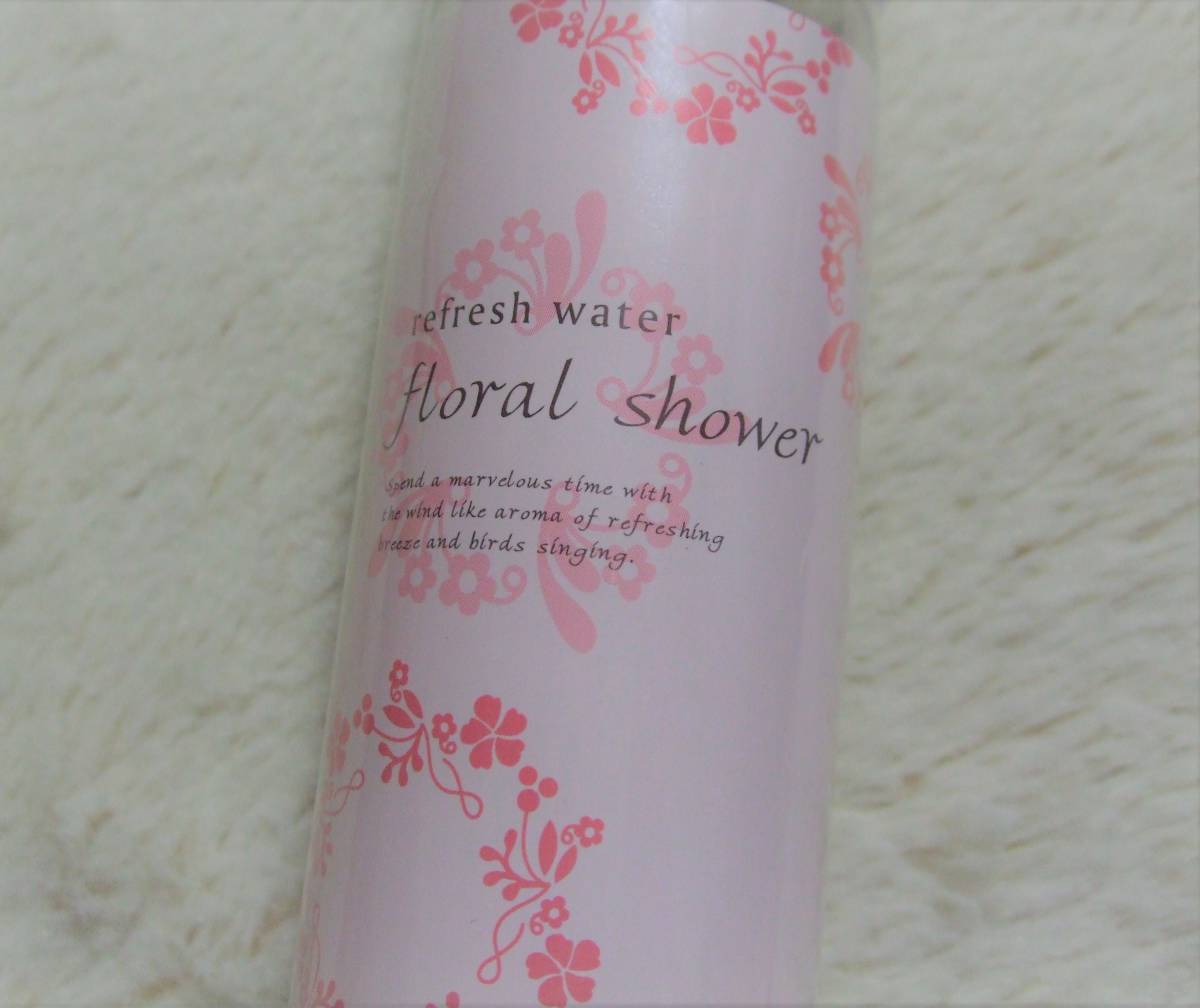 refresh water
floral shower
Spend a marvelous time with
the wind like aroma of refreshing
breeze and birds singing.